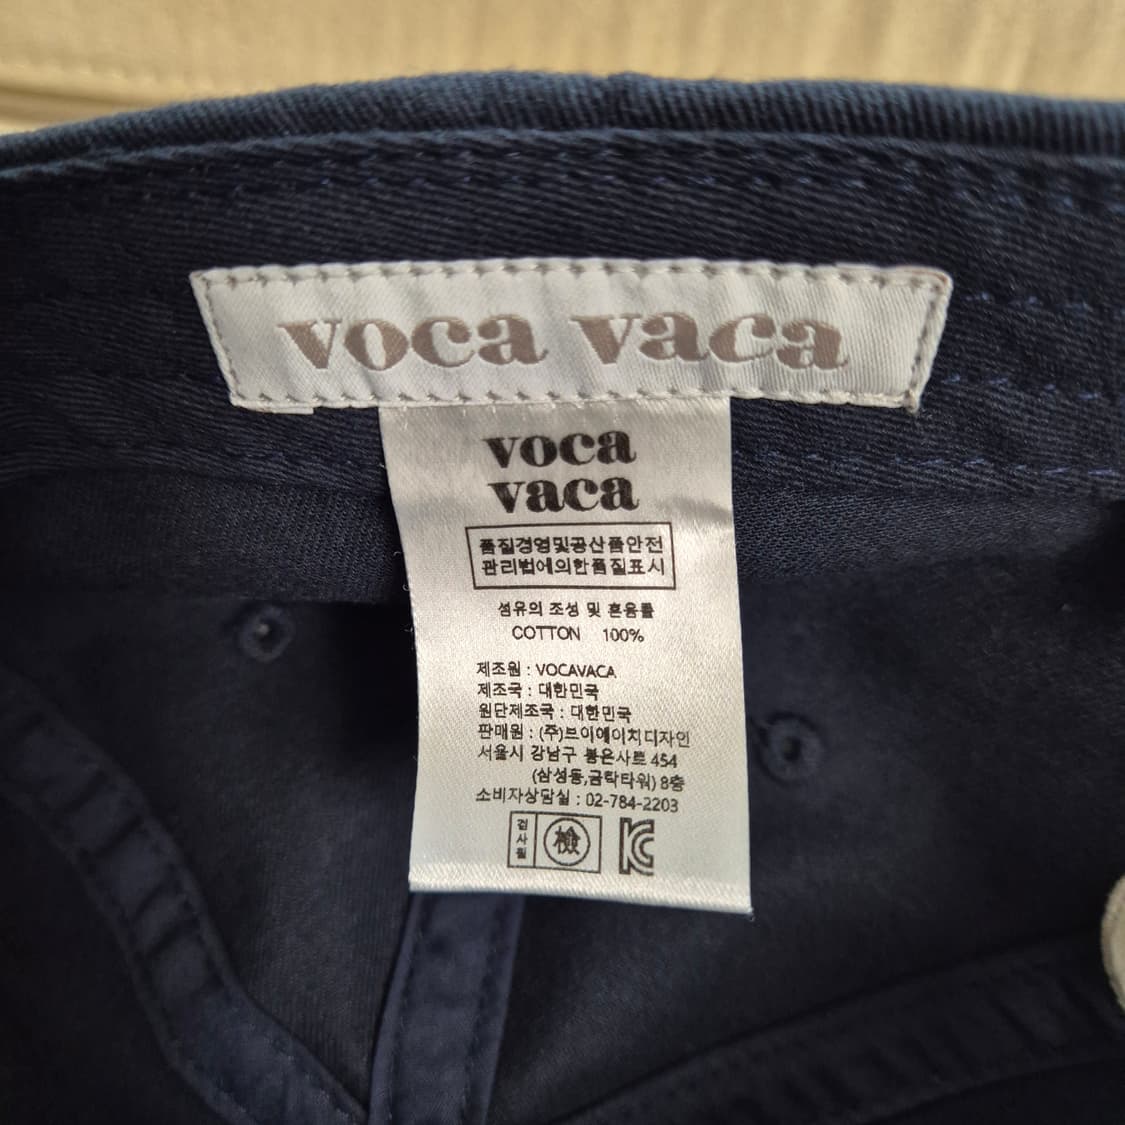 voca vaca
voca
vaca
품질경영및공산품안전
관리법에의한품질표시
섬유의 조성 및 혼용률
COTTON 100%
제조원 : VOCAVACA
제조국 : 대한민국
원단제조국 : 대한민국
판매원 : (주)브이에이치디자인
서울시 강남구 봉은사로 454
(삼성동,금탁타워) 8층
소비자상담실 : 02-784-2203
검사필 檢 KC